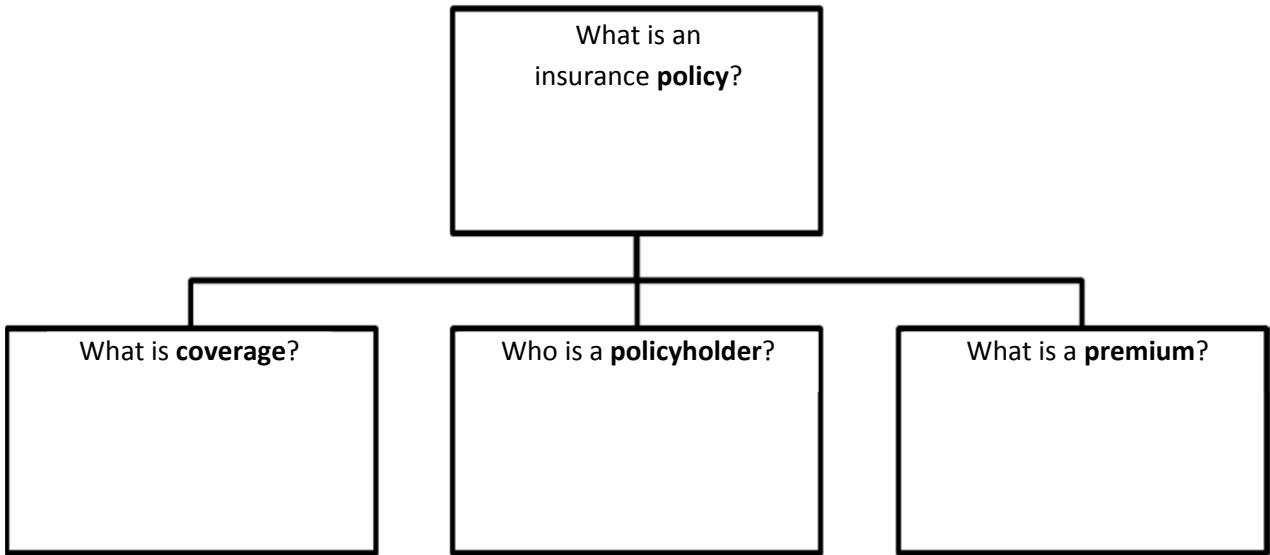 What is an
insurance policy?
What is coverage?
Who is a policyholder?
What is a premium?